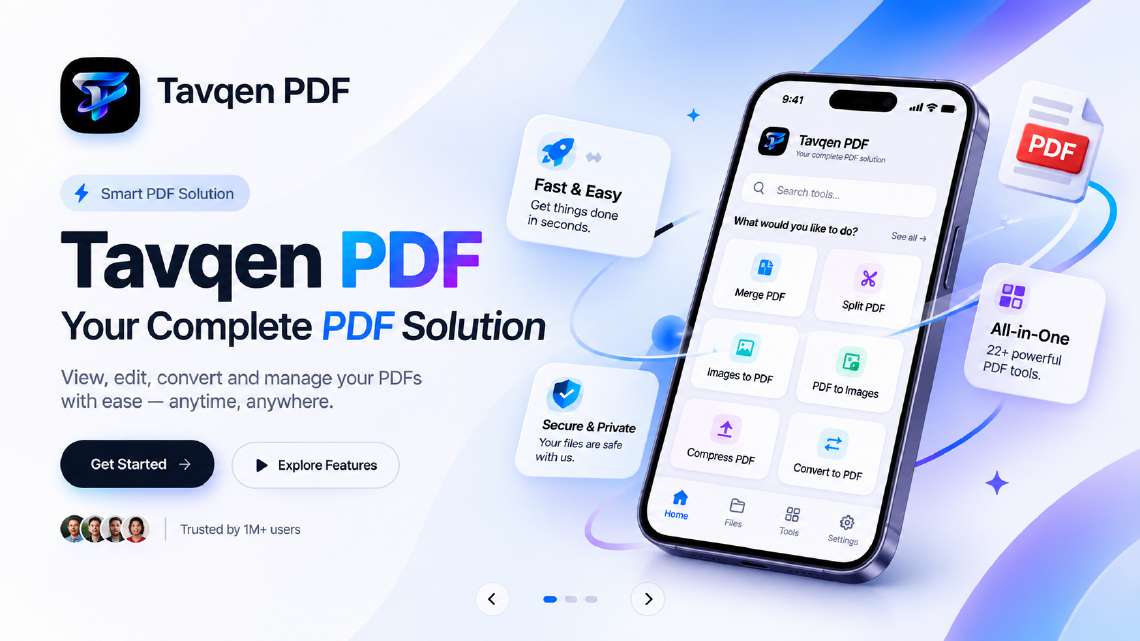 Tavqen PDF
Smart PDF Solution
Tavqen PDF
Your Complete PDF Solution
View, edit, convert and manage your PDFs
with ease — anytime, anywhere.
Get Started →
Explore Features
Trusted by 1M+ users
Fast & Easy
Get things done
in seconds.
Secure & Private
Your files are safe
with us.
9:41
Tavqen PDF
Your complete PDF solution
Search tools...
What would you like to do?
See all →
Merge PDF
Split PDF
Images to PDF
PDF to Images
Compress PDF
Convert to PDF
Home
Files
Tools
Settings
PDF
All-in-One
22+ powerful
PDF tools.